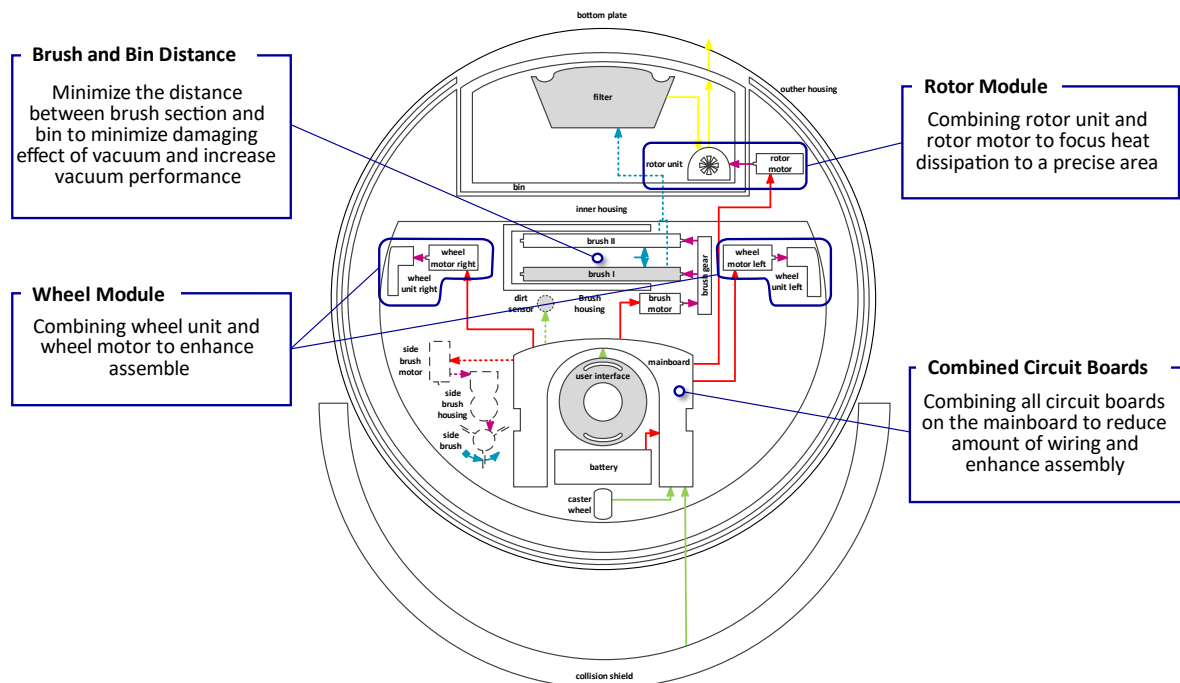 bottom plate
Brush and Bin Distance
Minimize the distance
between brush section and
bin to minimize damaging
effect of vacuum and increase
vacuum performance
filter
outher housing
Rotor Module
Combining rotor unit and
rotor motor to focus heat
dissipation to a precise area
rotor unit
rotor
motor
bin
inner housing
brush II
brush I
brush gear
wheel
motor right
wheel
unit right
wheel
motor left
wheel
unit left
dirt
sensor
Brush
housing
brush
motor
Wheel Module
Combining wheel unit and
wheel motor to enhance
assemble
side
brush
motor
mainboard
user interface
side
brush
housing
side
brush
battery
caster
wheel
Combined Circuit Boards
Combining all circuit boards
on the mainboard to reduce
amount of wiring and
enhance assembly
collision shield